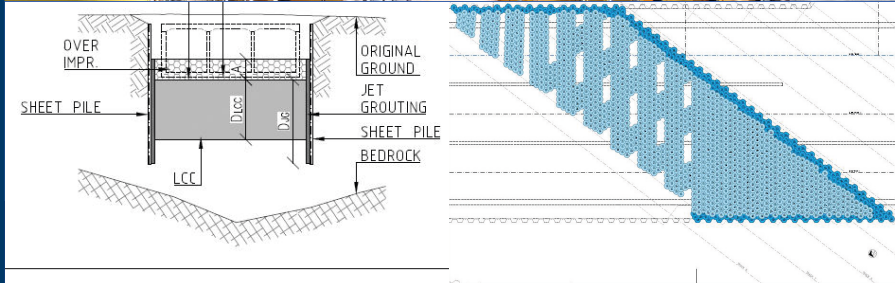 OVER
IMPR.
ORIGINAL
GROUND
JET
GROUTING
SHEET PILE
SHEET PILE
BEDROCK
LCC
A
DLCC
DJG